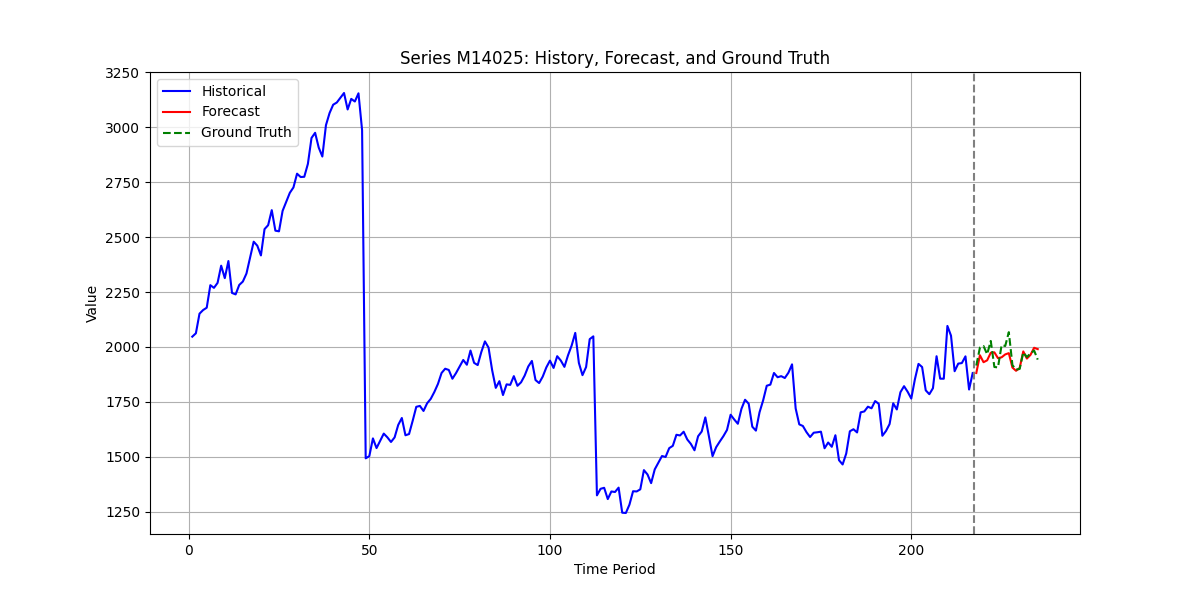 Series M14025: History, Forecast, and Ground Truth
Historical
Forecast
Ground Truth
3250
3000
2750
2500
2250
2000
1750
1500
1250
Value
0
50
100
150
200
Time Period